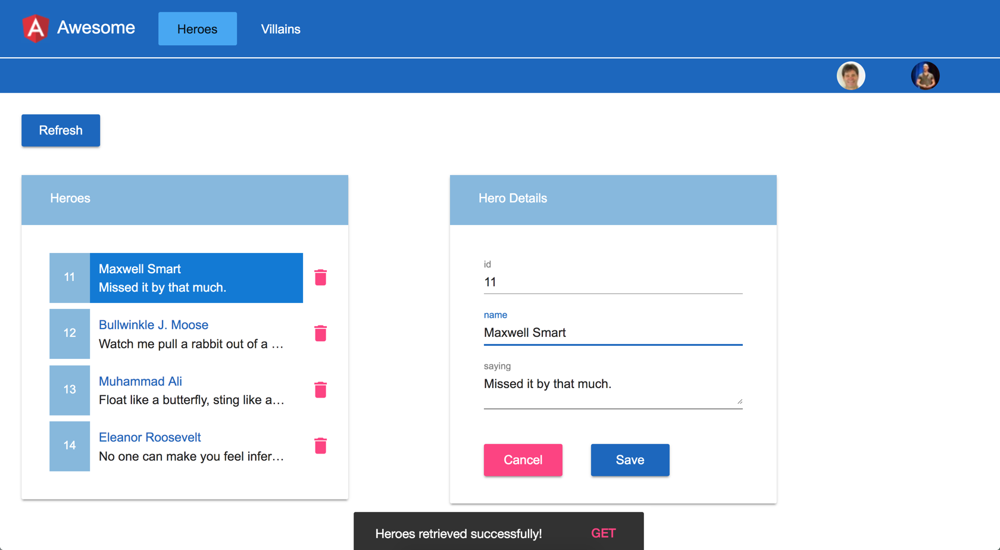 A Awesome Heroes Villains
Refresh
Heroes
11
Maxwell Smart
Missed it by that much.
12
Bullwinkle J. Moose
Watch me pull a rabbit out of a …
13
Muhammad Ali
Float like a butterfly, sting like a…
14
Eleanor Roosevelt
No one can make you feel infer…
Hero Details
id
11
name
Maxwell Smart
saying
Missed it by that much.
Cancel Save
Heroes retrieved successfully! GET